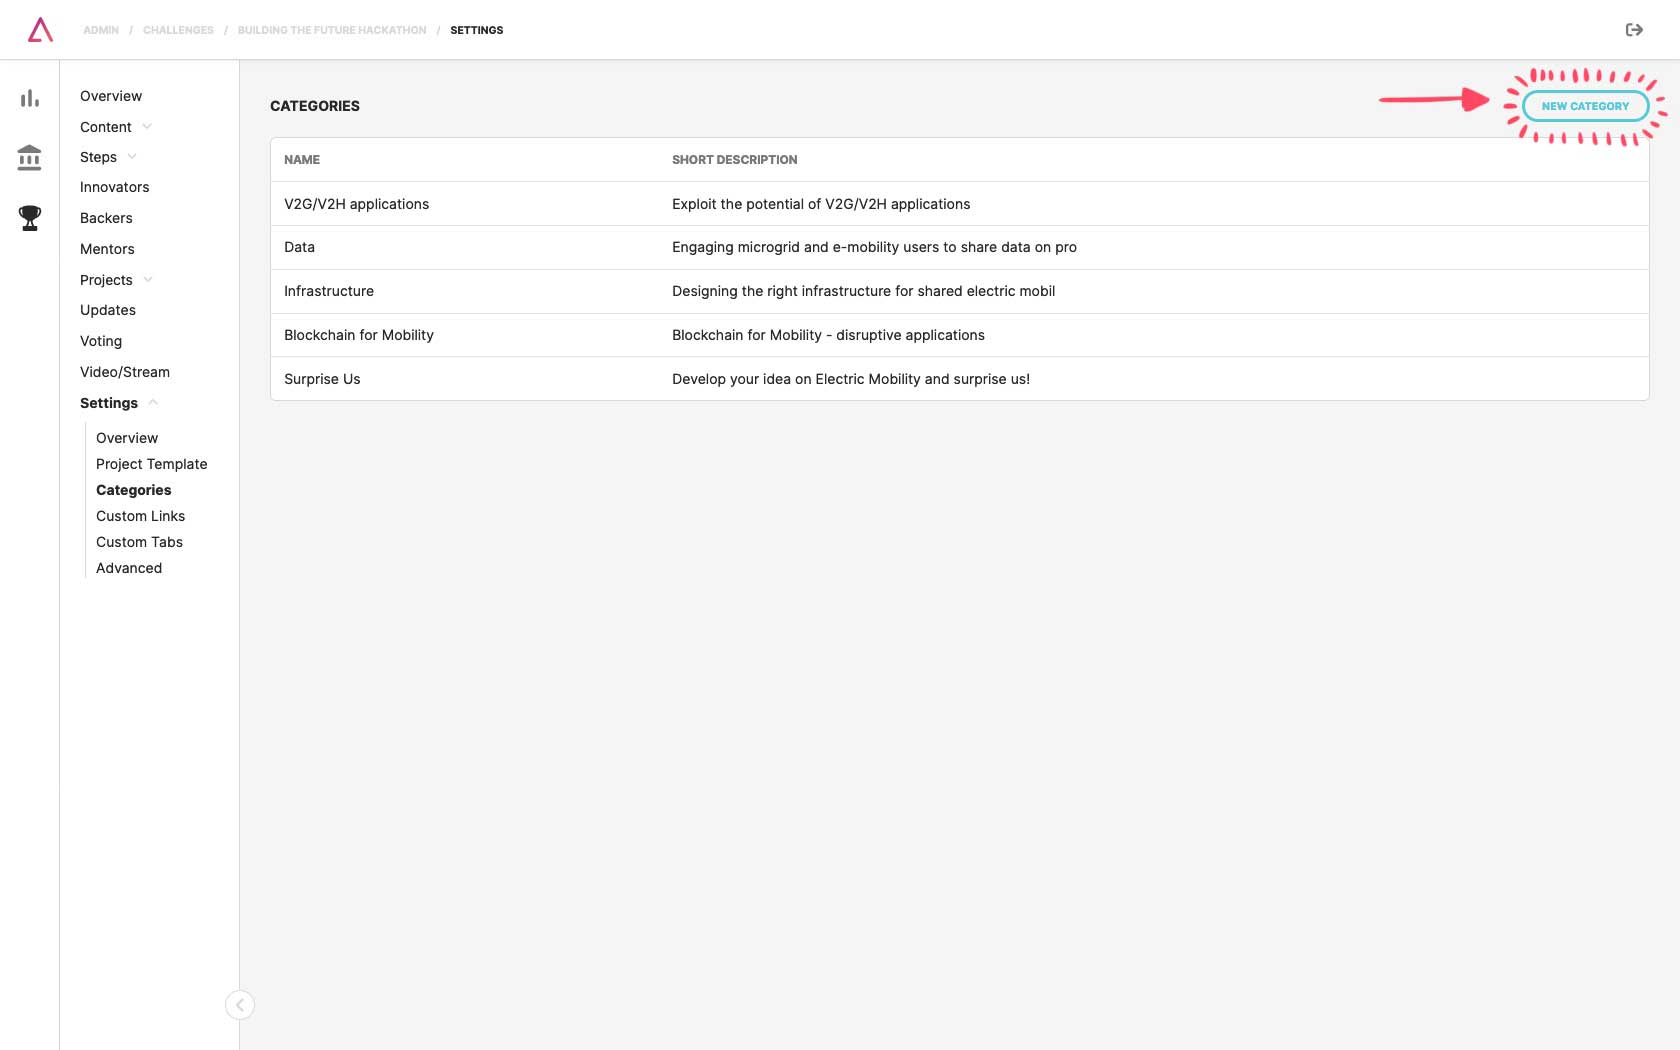 ADMIN / CHALLENGES / BUILDING THE FUTURE HACKATHON / SETTINGS
Overview
Content
Steps
Innovators
Backers
Mentors
Projects
Updates
Voting
Video/Stream
Settings
Overview
Project Template
Categories
Custom Links
Custom Tabs
Advanced
CATEGORIES
NEW CATEGORY
NAME SHORT DESCRIPTION
V2G/V2H applications Exploit the potential of V2G/V2H applications
Data Engaging microgrid and e-mobility users to share data on pro
Infrastructure Designing the right infrastructure for shared electric mobil
Blockchain for Mobility Blockchain for Mobility - disruptive applications
Surprise Us Develop your idea on Electric Mobility and surprise us!